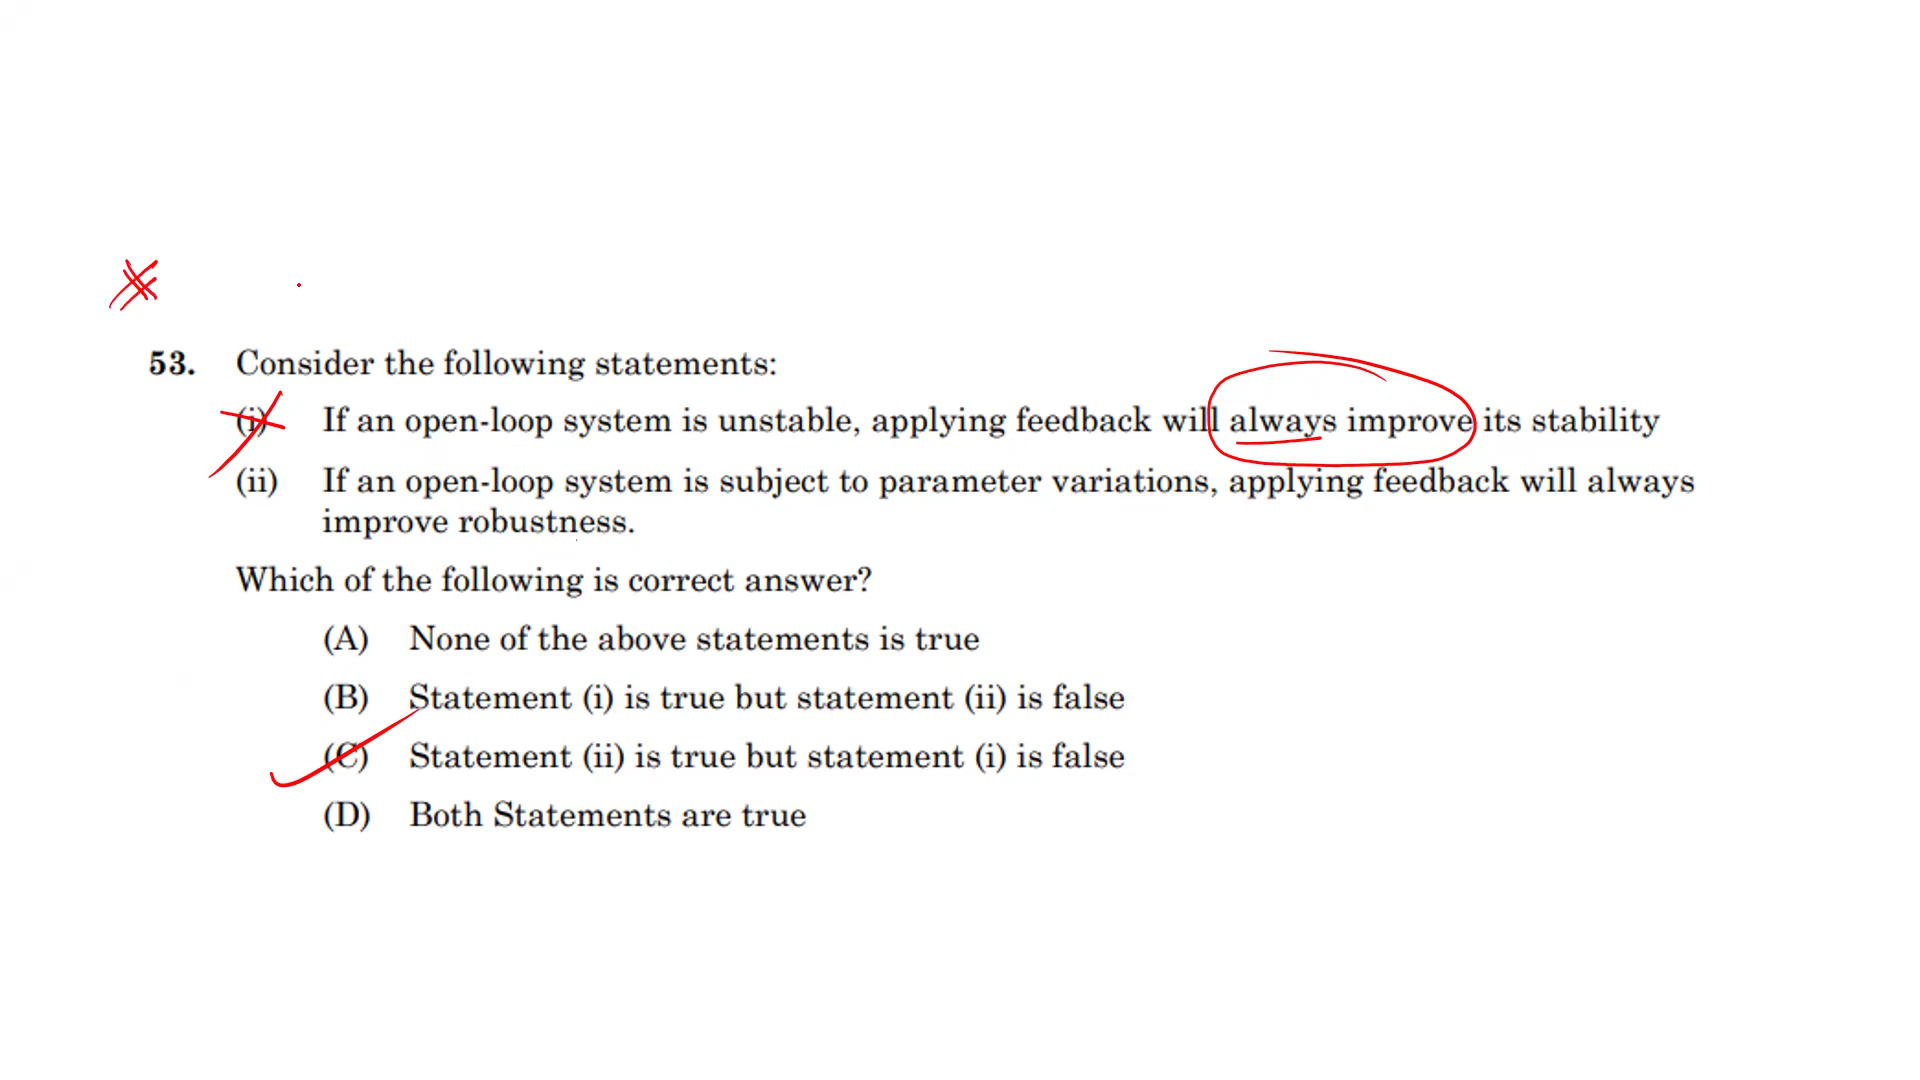 53. Consider the following statements:
(i) If an open-loop system is unstable, applying feedback will always improve its stability
(ii) If an open-loop system is subject to parameter variations, applying feedback will always
improve robustness.
Which of the following is correct answer?
(A) None of the above statements is true
(B) Statement (i) is true but statement (ii) is false
(C) Statement (ii) is true but statement (i) is false
(D) Both Statements are true